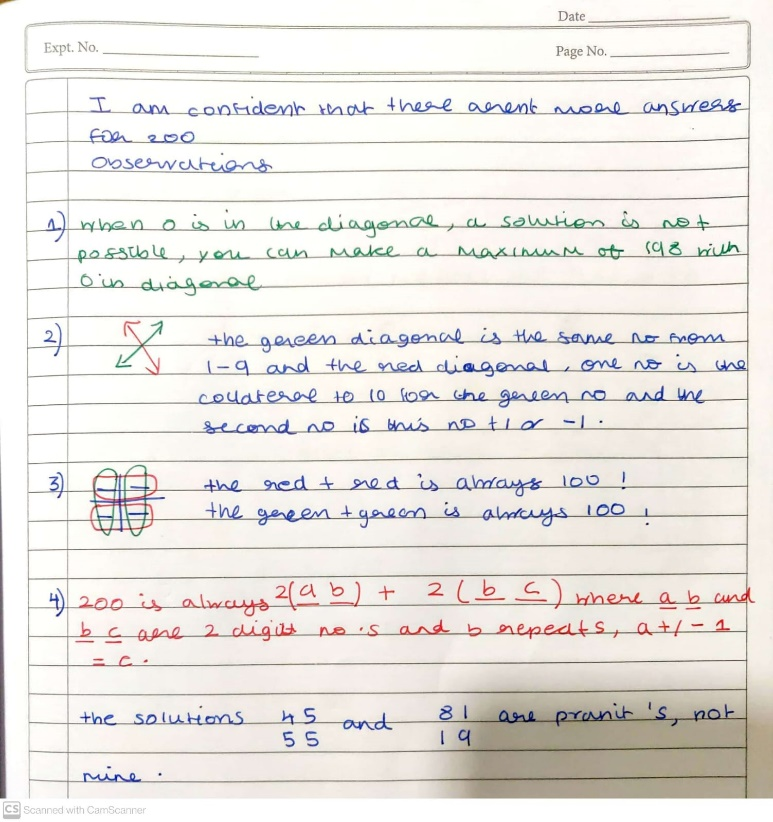 Date
Expt. No.
Page No.
I am confident that there arent more answers
for 200
Observations
1) When 0 is in the diagonal, a solution is not
possible, you can make a maximum of 198 with
0 in diagonal
2) the green diagonal is the same no from
1-9 and the red diagonal, one no is the
collateral to 10 for the green no and the
second no is this no +1 or -1.
3) the red + red is always 100 !
the green + green is always 100 !
4) 200 is always 2(a b) + 2 (b c) where a b and
b c are 2 digit no.s and b repeats, a +/- 1
= c.
the solutions 45 and 81 are pranit 's, not
55 19
mine.
CS Scanned with CamScanner